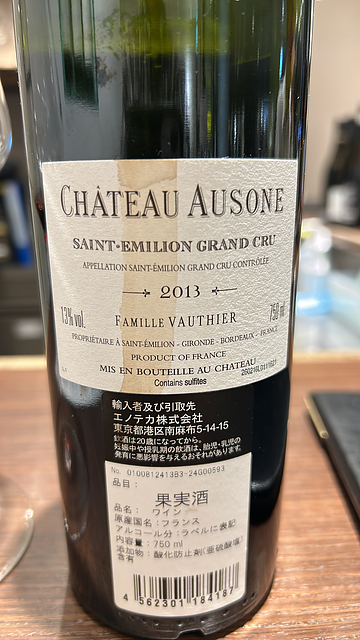 CHÂTEAU AUSONE
SAINT-EMILION GRAND CRU
APPELLATION SAINT-ÉMILION GRAND CRU CONTRÔLÉE
2013
13% vol.
FAMILLE VAUTHIER
750 ml
PROPRIÉTAIRE À SAINT-ÉMILION - GIRONDE - BORDEAUX - FRANCE
PRODUCT OF FRANCE
MIS EN BOUTEILLE AU CHATEAU
Contains sulfites
輸入者及び引取先
エノテカ株式会社
東京都港区南麻布5-14-15
飲酒は20歳になってから。
妊娠中や授乳期の飲酒は、胎児・乳児の
発育に悪影響を与えるおそれがあります。
No. 0100812413B3-24G00593
品目:
果実酒
品名: ワイン
原産国名:フランス
アルコール分:ラベルに表記
内容量:750 ml
添加物:酸化防止剤(亜硫酸塩)
含有
4 562301 184187